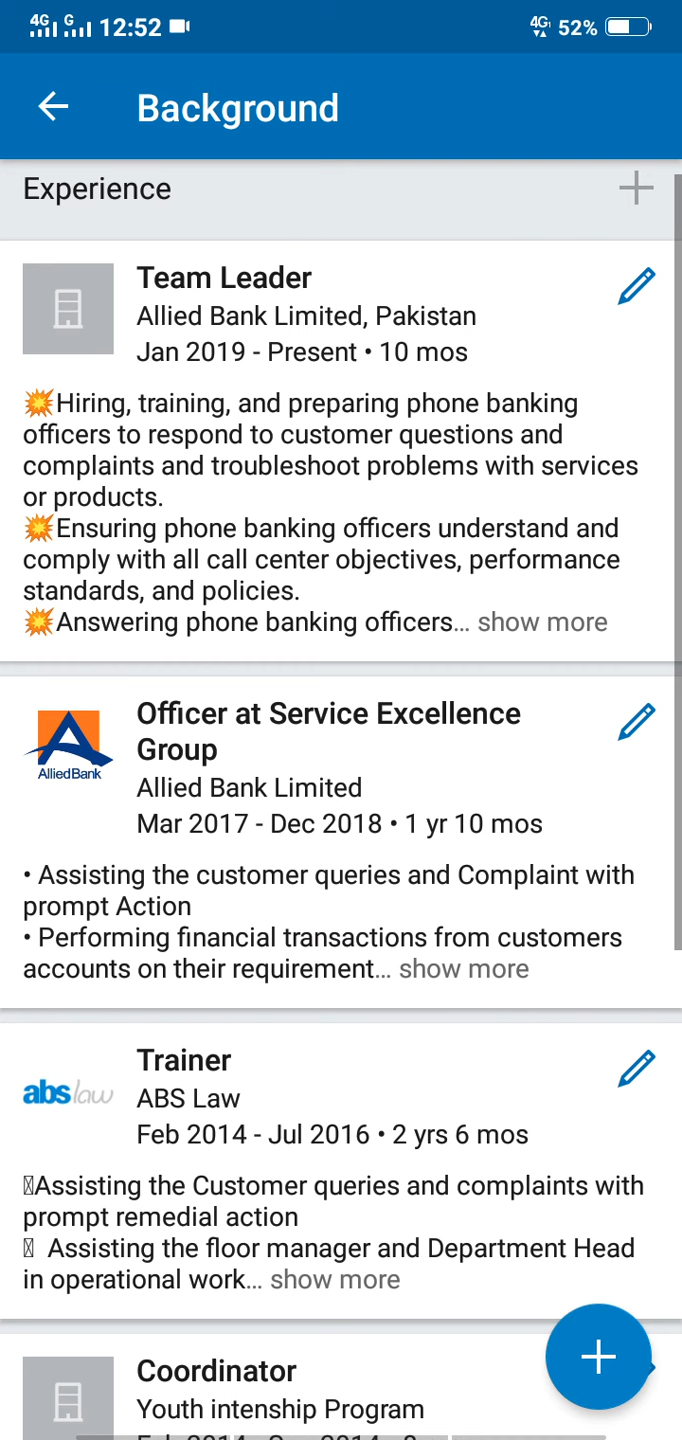 4G G 12:52 4G 52%
Background
Experience
Team Leader
Allied Bank Limited, Pakistan
Jan 2019 - Present • 10 mos
💥Hiring, training, and preparing phone banking
officers to respond to customer questions and
complaints and troubleshoot problems with services
or products.
💥Ensuring phone banking officers understand and
comply with all call center objectives, performance
standards, and policies.
💥Answering phone banking officers… show more
Officer at Service Excellence
Group
Allied Bank
Allied Bank Limited
Mar 2017 - Dec 2018 • 1 yr 10 mos
• Assisting the customer queries and Complaint with
prompt Action
• Performing financial transactions from customers
accounts on their requirement… show more
Trainer
abs law
ABS Law
Feb 2014 - Jul 2016 • 2 yrs 6 mos
Assisting the Customer queries and complaints with
prompt remedial action
Assisting the floor manager and Department Head
in operational work… show more
Coordinator
Youth intenship Program